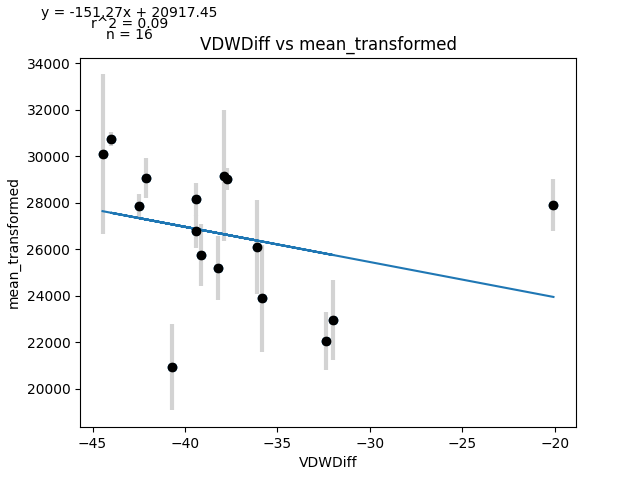 y = -151.27x + 20917.45
r^2 = 0.09
n = 16
VDWDiff vs mean_transformed
34000
32000
30000
28000
26000
24000
22000
20000
mean_transformed
−45
−40
−35
−30
−25
−20
VDWDiff